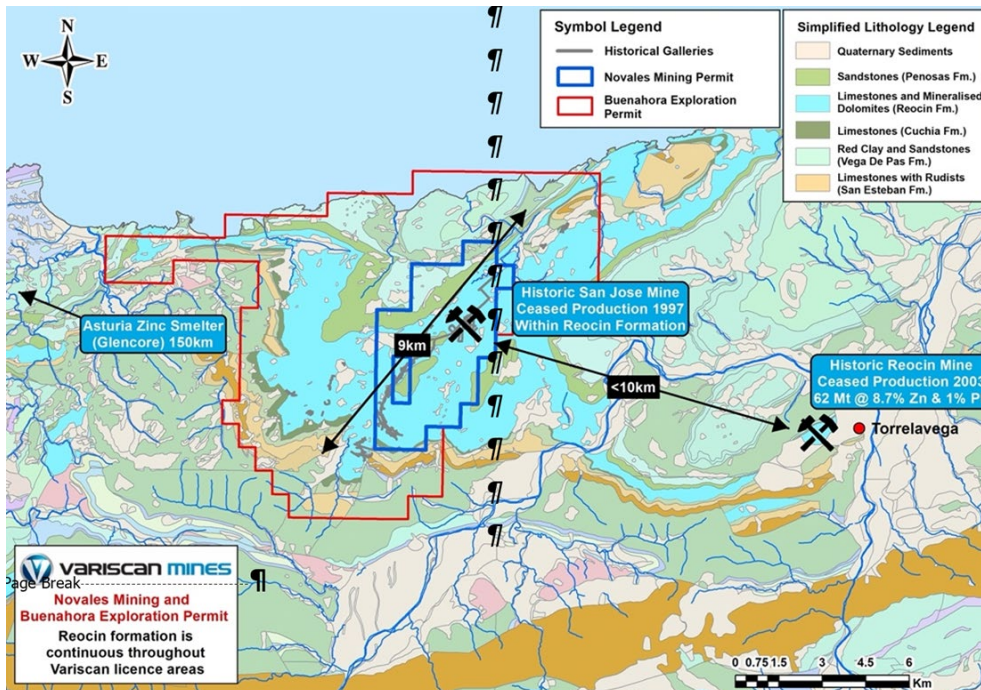 N
W E
S
Symbol Legend
Historical Galleries
Novales Mining Permit
Buenahora Exploration
Permit
Simplified Lithology Legend
Quaternary Sediments
Sandstones (Penosas Fm.)
Limestones and Mineralised
Dolomites (Reocin Fm.)
Limestones (Cuchia Fm.)
Red Clay and Sandstones
(Vega De Pas Fm.)
Limestones with Rudists
(San Esteban Fm.)
¶
¶
¶
¶
¶
¶
¶
¶
¶
¶
¶
¶
¶
Asturia Zinc Smelter
(Glencore) 150km
9km
Historic San Jose Mine
Ceased Production 1997
Within Reocin Formation
<10km
Historic Reocin Mine
Ceased Production 2003
62 Mt @ 8.7% Zn & 1% P
Torrelavega
VARISCAN MINES
Page Break ¶
Novales Mining and
Buenahora Exploration Permit
Reocin formation is
continuous throughout
Variscan licence areas
0 0.75 1.5 3 4.5 6
Km